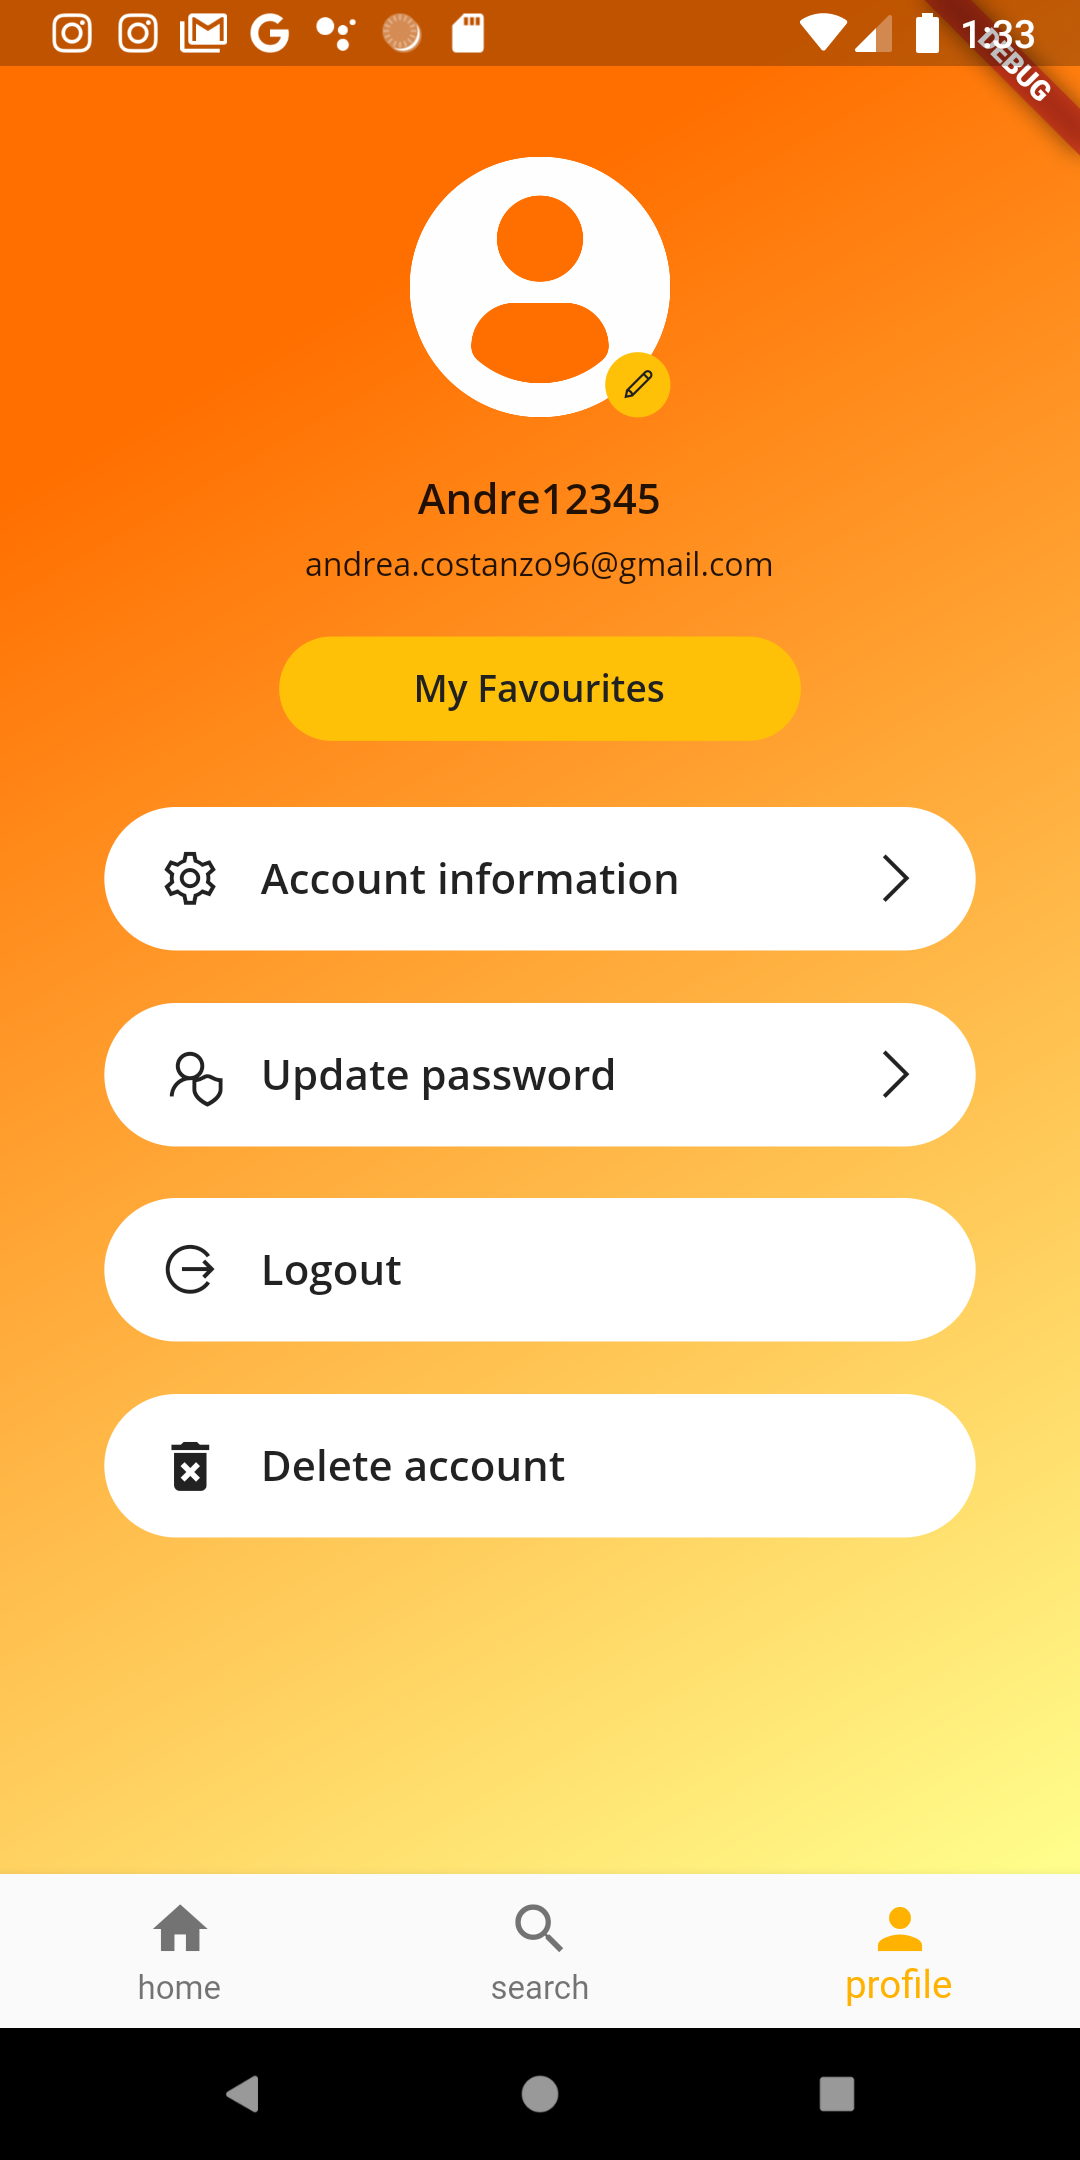 1:33
DEBUG
Andre12345
andrea.costanzo96@gmail.com
My Favourites
Account information
Update password
Logout
Delete account
home
search
profile